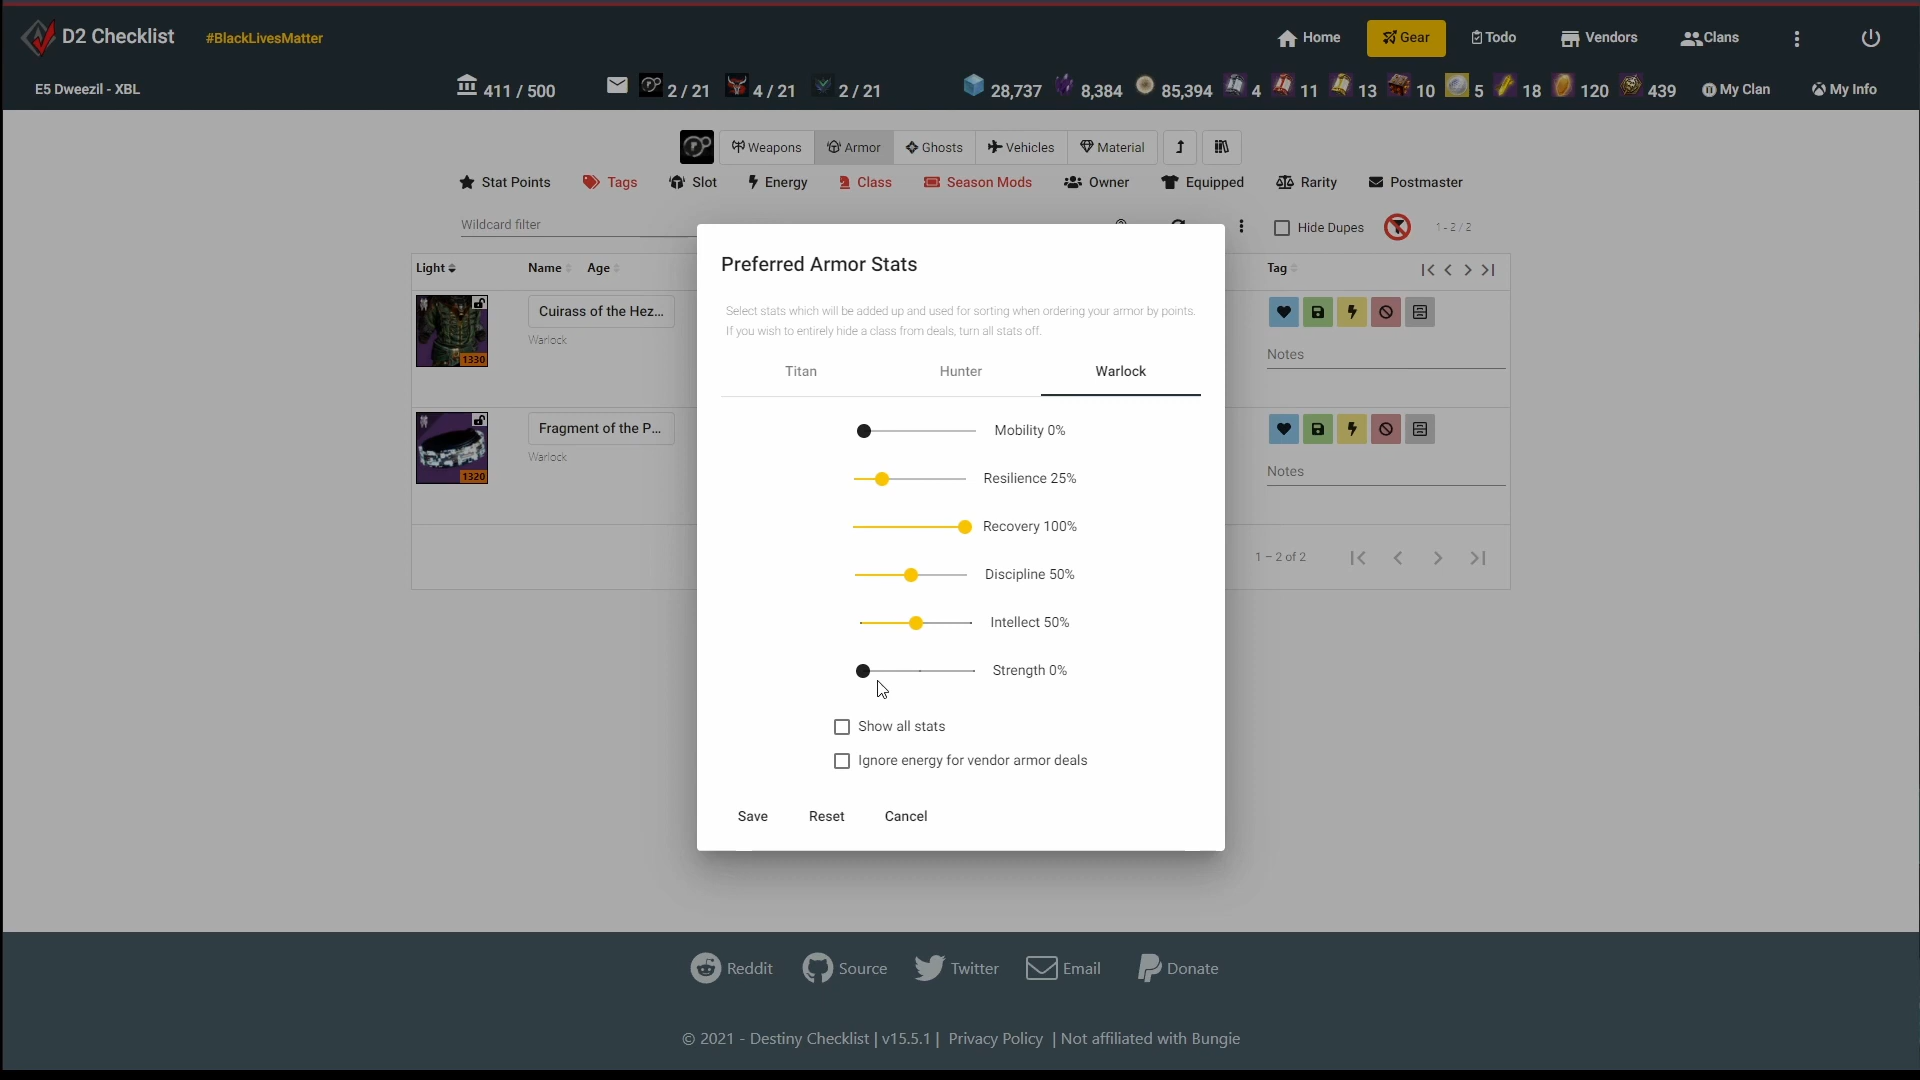 D2 Checklist #BlackLivesMatter Home Gear Todo Vendors Clans
E5 Dweezil - XBL 411 / 500 2 / 21 4 / 21 2 / 21 28,737 8,384 85,394 4 11 13 10 5 18 120 439 My Clan My Info
Weapons Armor Ghosts Vehicles Material
Stat Points Tags Slot Energy Class Season Mods Owner Equipped Rarity Postmaster
Wildcard filter Hide Dupes 1 - 2 / 2
Light Name Age Tag
Cuirass of the Hez...
Warlock
1330
Notes
Fragment of the P...
Warlock
1320
Notes
1 – 2 of 2
Preferred Armor Stats
Select stats which will be added up and used for sorting when ordering your armor by points.
If you wish to entirely hide a class from deals, turn all stats off.
Titan Hunter Warlock
Mobility 0%
Resilience 25%
Recovery 100%
Discipline 50%
Intellect 50%
Strength 0%
Show all stats
Ignore energy for vendor armor deals
Save Reset Cancel
Reddit Source Twitter Email Donate
© 2021 - Destiny Checklist | v15.5.1 | Privacy Policy | Not affiliated with Bungie